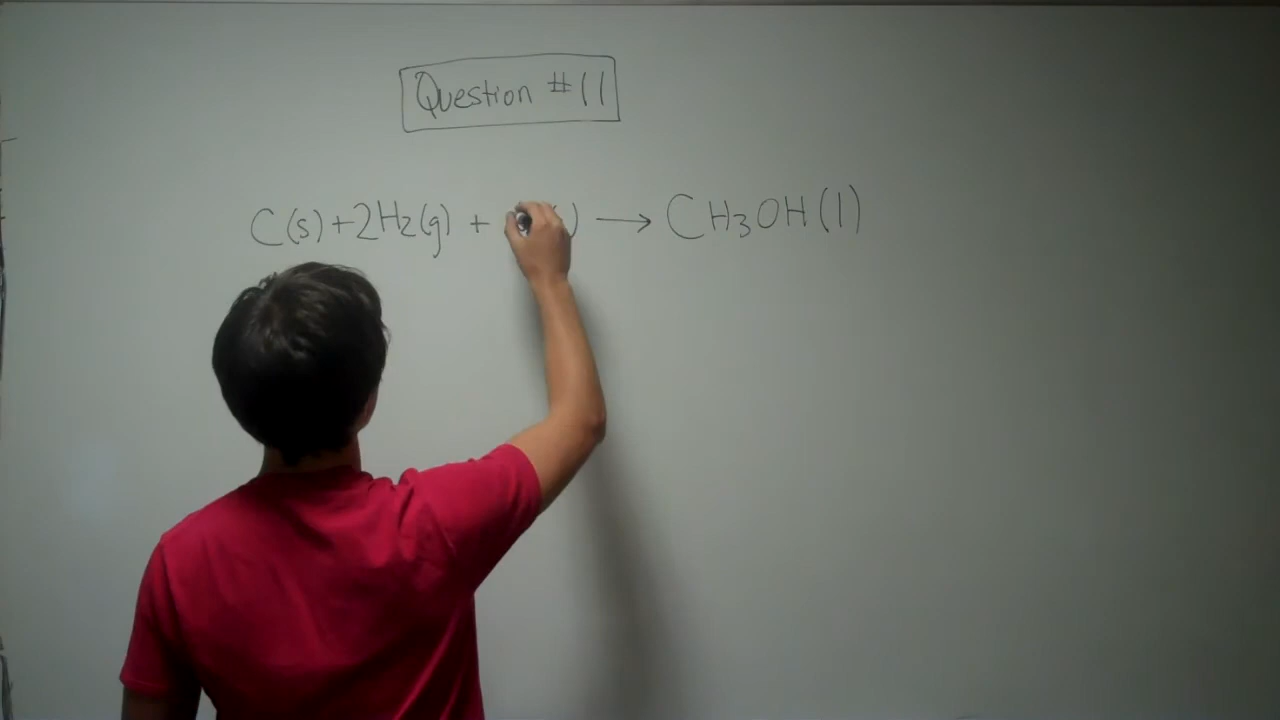 Question #11
C(s)+2H2(g) + → CH3OH(l)